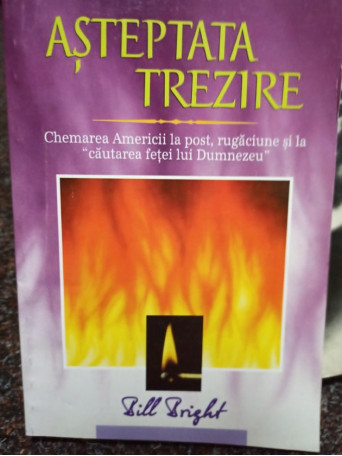 AȘTEPTATA
TREZIRE
Chemarea Americii la post, rugăciune și la
"căutarea feței lui Dumnezeu"
Bill Bright